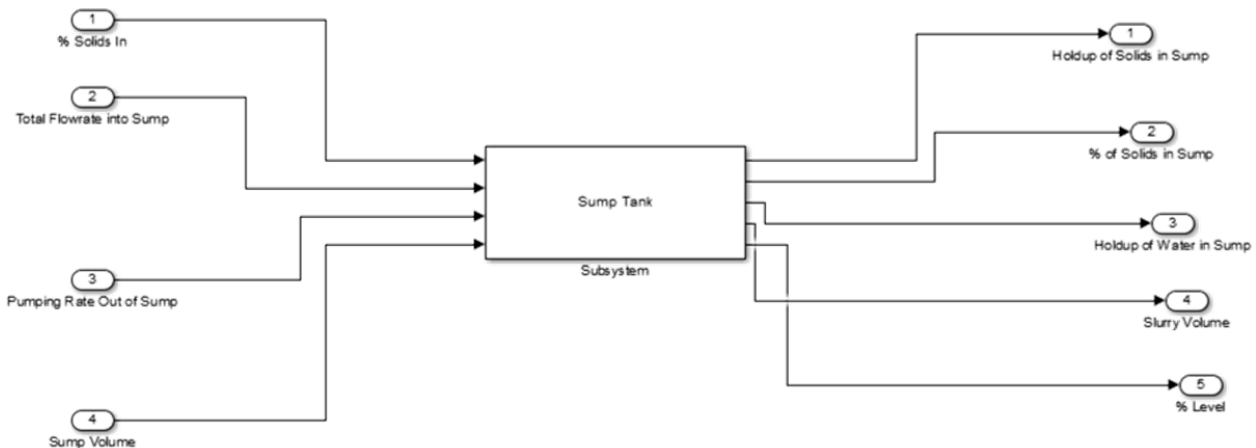 1
% Solids In
2
Total Flowrate into Sump
3
Pumping Rate Out of Sump
4
Sump Volume
Sump Tank
Subsystem
1
Holdup of Solids in Sump
2
% of Solids in Sump
3
Holdup of Water in Sump
4
Slurry Volume
5
% Level